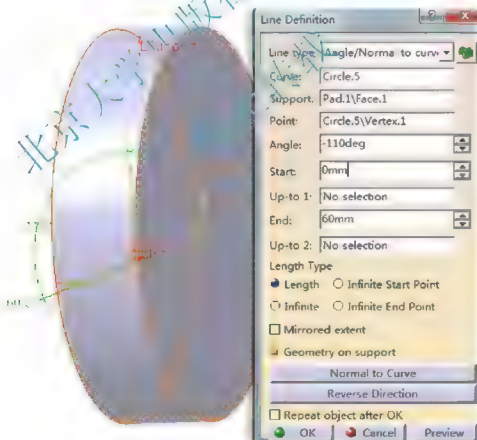 Line Definition
Line type: Angle/Normal to curv
Curve: Circle.5
Support: Pad.1\Face.1
Point: Circle.5\Vertex.1
Angle: -110deg
Start: 0mm
Up-to 1: No selection
End: 60mm
Up-to 2: No selection
Length Type
Length Infinite Start Point
Infinite Infinite End Point
Mirrored extent
Geometry on support
Normal to Curve
Reverse Direction
Repeat object after OK
OK Cancel Preview